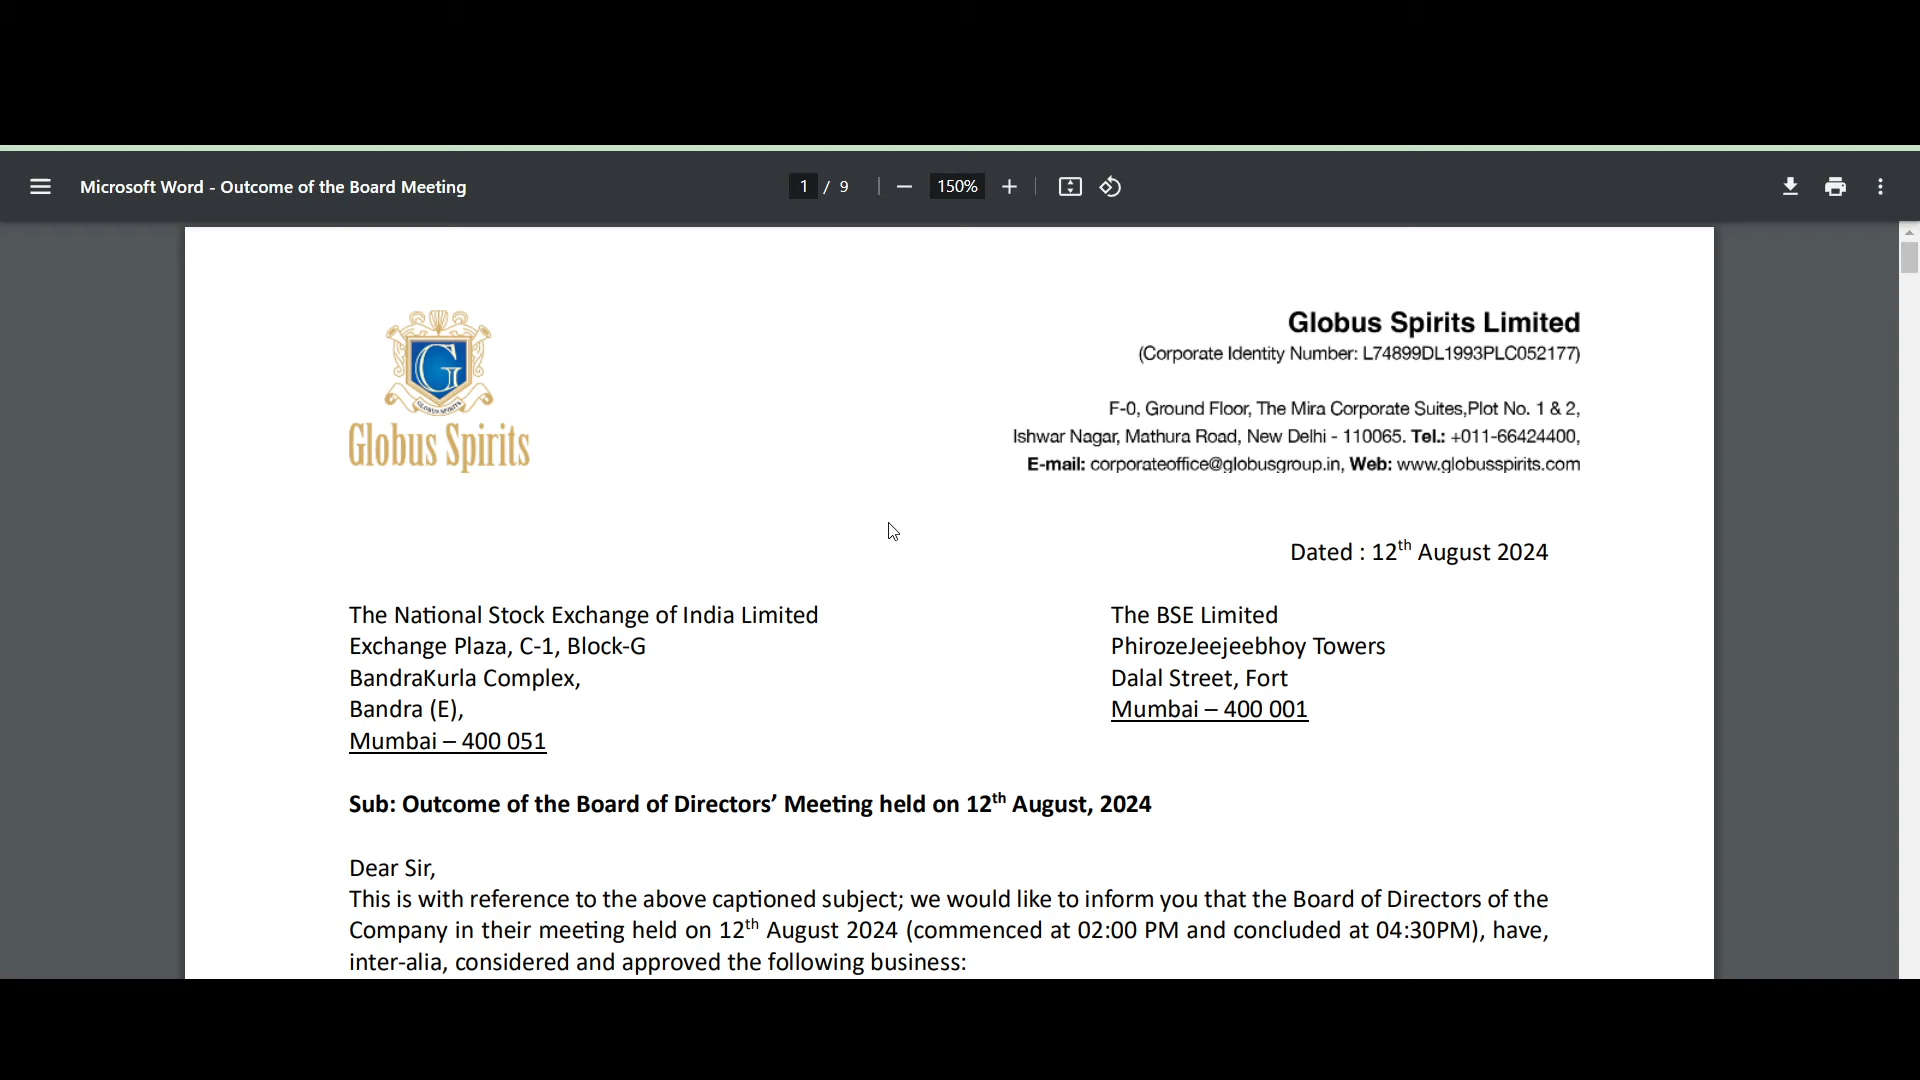 Microsoft Word - Outcome of the Board Meeting
1 / 9
150%
G
GLOBUS SPIRITS
Globus Spirits
Globus Spirits Limited
(Corporate Identity Number: L74899DL1993PLC052177)
F-0, Ground Floor, The Mira Corporate Suites,Plot No. 1 & 2,
Ishwar Nagar, Mathura Road, New Delhi - 110065. Tel.: +011-66424400,
E-mail: corporateoffice@globusgroup.in, Web: www.globusspirits.com
Dated : 12th August 2024
The National Stock Exchange of India Limited
Exchange Plaza, C-1, Block-G
BandraKurla Complex,
Bandra (E),
Mumbai – 400 051
The BSE Limited
PhirozeJeejeebhoy Towers
Dalal Street, Fort
Mumbai – 400 001
Sub: Outcome of the Board of Directors’ Meeting held on 12th August, 2024
Dear Sir,
This is with reference to the above captioned subject; we would like to inform you that the Board of Directors of the
Company in their meeting held on 12th August 2024 (commenced at 02:00 PM and concluded at 04:30PM), have,
inter-alia, considered and approved the following business: